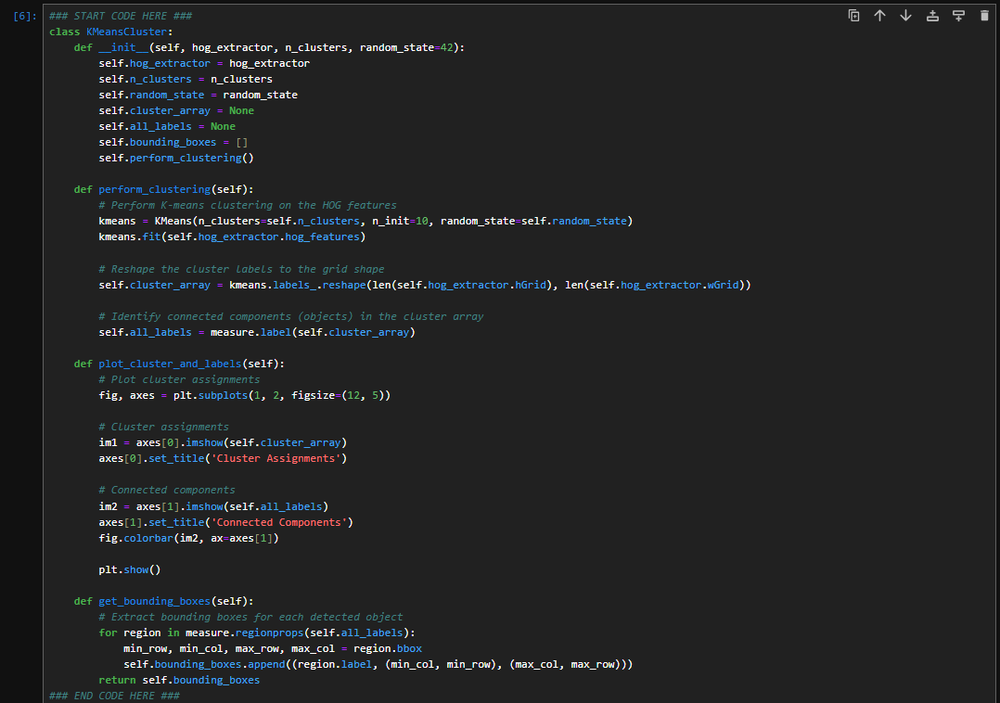 [6]: ### START CODE HERE ###
class KMeansCluster:
    def __init__(self, hog_extractor, n_clusters, random_state=42):
        self.hog_extractor = hog_extractor
        self.n_clusters = n_clusters
        self.random_state = random_state
        self.cluster_array = None
        self.all_labels = None
        self.bounding_boxes = []
        self.perform_clustering()

    def perform_clustering(self):
        # Perform K-means clustering on the HOG features
        kmeans = KMeans(n_clusters=self.n_clusters, n_init=10, random_state=self.random_state)
        kmeans.fit(self.hog_extractor.hog_features)

        # Reshape the cluster labels to the grid shape
        self.cluster_array = kmeans.labels_.reshape(len(self.hog_extractor.hGrid), len(self.hog_extractor.wGrid))

        # Identify connected components (objects) in the cluster array
        self.all_labels = measure.label(self.cluster_array)

    def plot_cluster_and_labels(self):
        # Plot cluster assignments
        fig, axes = plt.subplots(1, 2, figsize=(12, 5))

        # Cluster assignments
        im1 = axes[0].imshow(self.cluster_array)
        axes[0].set_title('Cluster Assignments')

        # Connected components
        im2 = axes[1].imshow(self.all_labels)
        axes[1].set_title('Connected Components')
        fig.colorbar(im2, ax=axes[1])

        plt.show()

    def get_bounding_boxes(self):
        # Extract bounding boxes for each detected object
        for region in measure.regionprops(self.all_labels):
            min_row, min_col, max_row, max_col = region.bbox
            self.bounding_boxes.append((region.label, (min_col, min_row), (max_col, max_row)))
        return self.bounding_boxes
### END CODE HERE ###